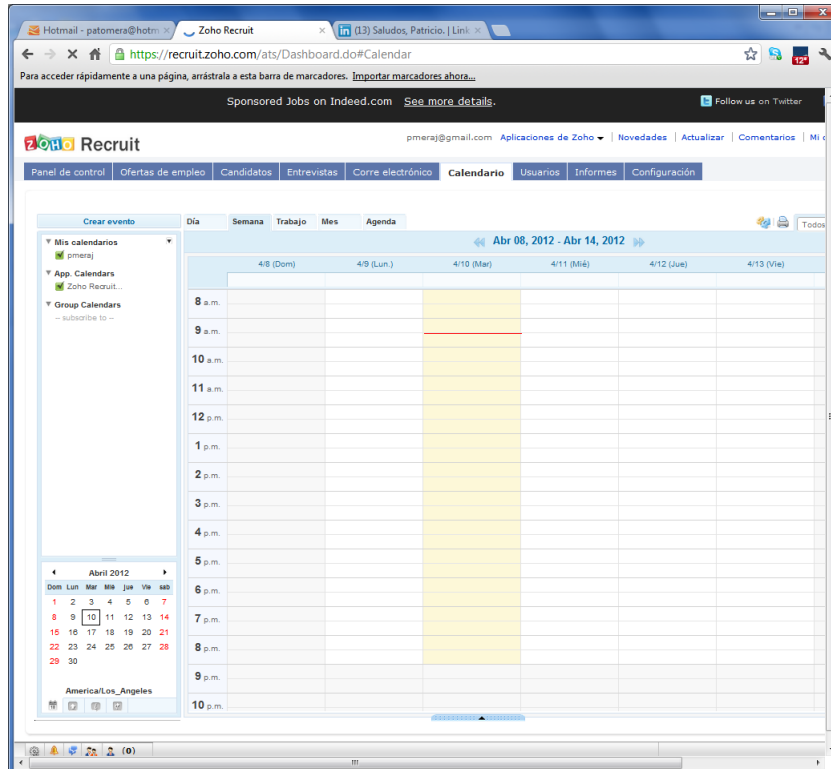 Hotmail - patomera@hotm
Zoho Recruit
(13) Saludos, Patricio. | Link
https://recruit.zoho.com/ats/Dashboard.do#Calendar
12°
Para acceder rápidamente a una página, arrástrala a esta barra de marcadores. Importar marcadores ahora...
Sponsored Jobs on Indeed.com See more details.
Follow us on Twitter
ZOHO Recruit
pmeraj@gmail.com Aplicaciones de Zoho | Novedades | Actualizar | Comentarios | Mi c
Panel de control Ofertas de empleo Candidatos Entrevistas Corre electrónico Calendario Usuarios Informes Configuración
Crear evento
Día Semana Trabajo Mes Agenda
Todos
Mis calendarios
pmeraj
App. Calendars
Zoho Recruit...
Group Calendars
-- subscribe to --
Abr 08, 2012 - Abr 14, 2012
4/8 (Dom) 4/9 (Lun.) 4/10 (Mar) 4/11 (Mié) 4/12 (Jue) 4/13 (Vie)
8 a.m.
9 a.m.
10 a.m.
11 a.m.
12 p.m.
1 p.m.
2 p.m.
3 p.m.
4 p.m.
5 p.m.
6 p.m.
7 p.m.
8 p.m.
9 p.m.
10 p.m.
Abril 2012
Dom Lun Mar Mié jue Vie sab
1 2 3 4 5 6 7
8 9 10 11 12 13 14
15 16 17 18 19 20 21
22 23 24 25 26 27 28
29 30
America/Los_Angeles
(0)